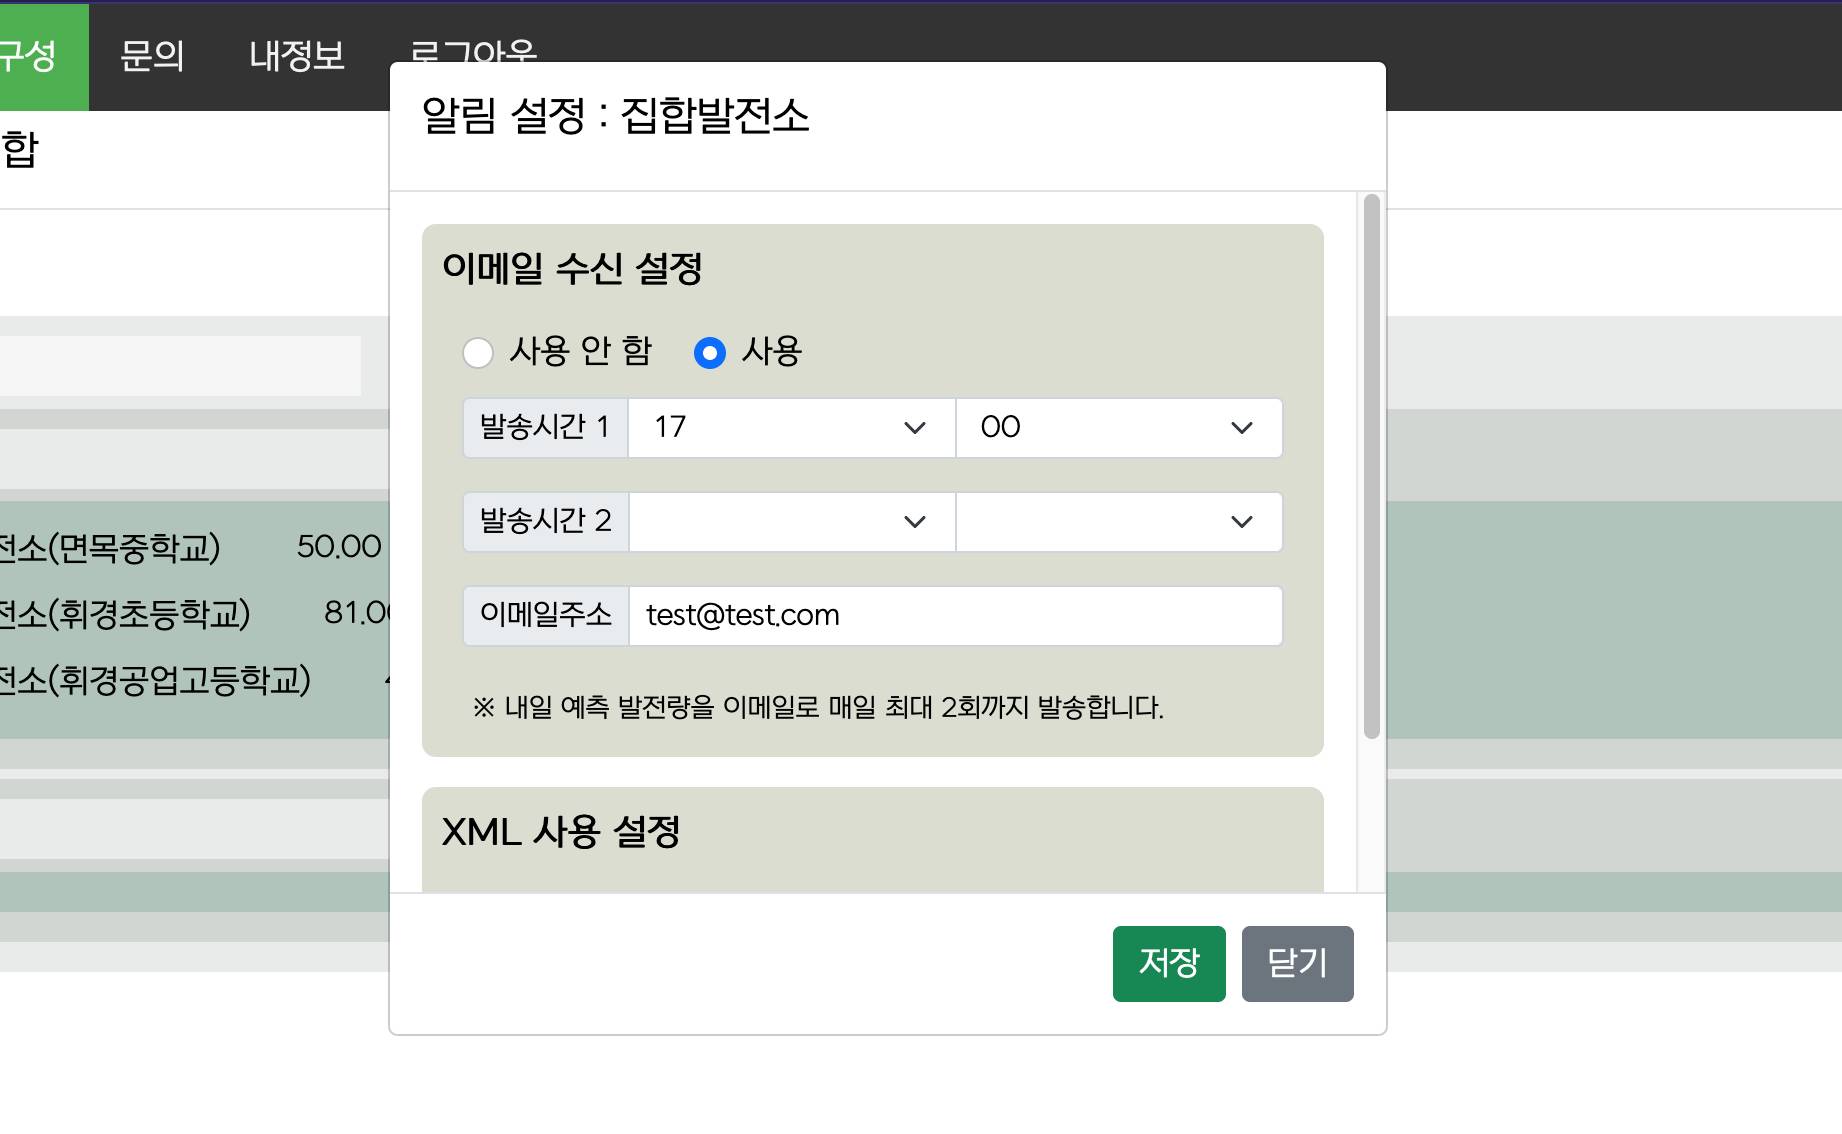 구성 문의 내정보 로그아웃
합
알림 설정 : 집합발전소
이메일 수신 설정
사용 안 함 사용
발송시간 1 17 00
발송시간 2
이메일주소 test@test.com
※ 내일 예측 발전량을 이메일로 매일 최대 2회까지 발송합니다.
XML 사용 설정
전소(면목중학교) 50.00
전소(휘경초등학교) 81.00
전소(휘경공업고등학교)
저장 닫기